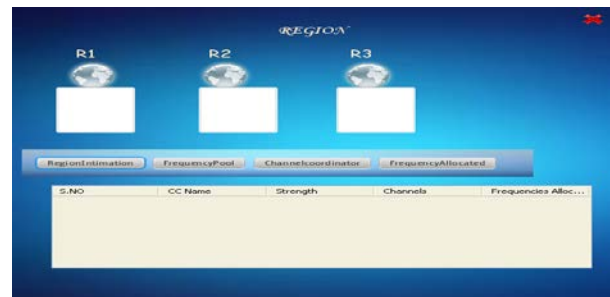 REGION
R1 R2 R3
RegionIntimation FrequencyPool Channelcoordinator FrequencyAllocated
S.NO CC Name Strength Channels Frequencies Alloc...